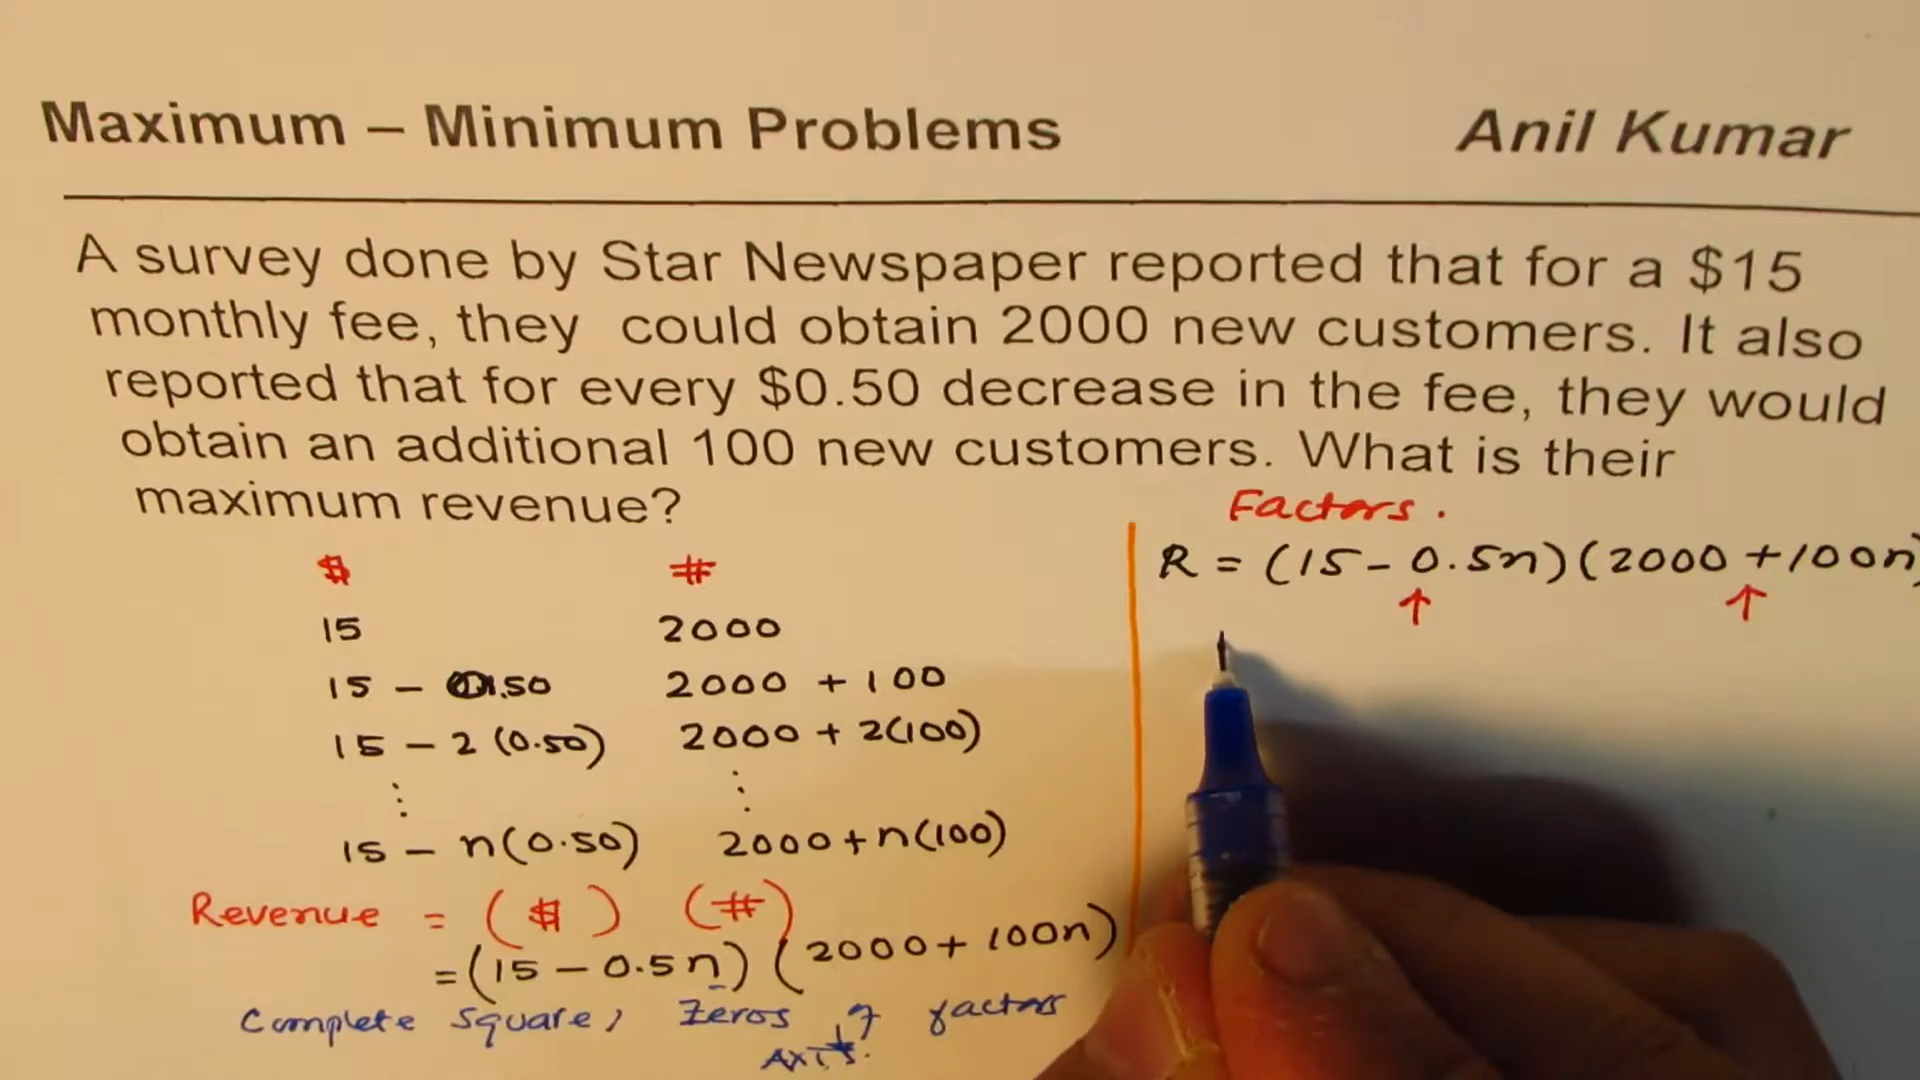 Maximum – Minimum Problems Anil Kumar
A survey done by Star Newspaper reported that for a $15
monthly fee, they could obtain 2000 new customers. It also
reported that for every $0.50 decrease in the fee, they would
obtain an additional 100 new customers. What is their
maximum revenue?
$ #
15 2000
15 - .50 2000 + 100
15 - 2 (0.50) 2000 + 2(100)
⋮ ⋮
15 - n(0.50) 2000 + n(100)
Revenue = ($) (#)
= (15 - 0.5n) (2000 + 100n)
Complete Square, Zeros of factors
Axis.
Factors.
R = (15 - 0.5n) (2000 + 100n)
↑ ↑